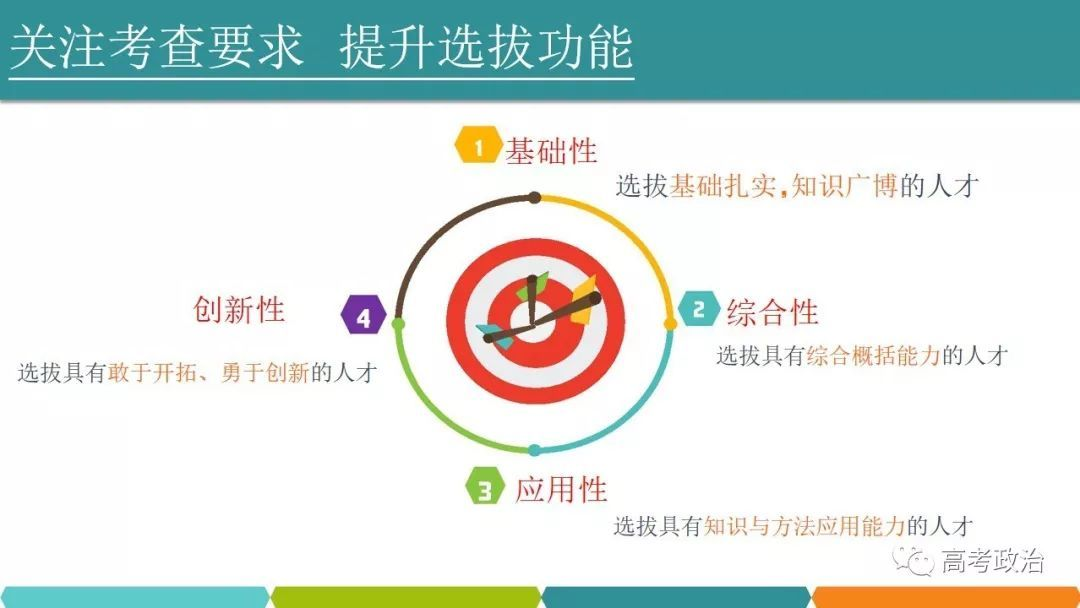 关注考查要求 提升选拔功能
1 基础性
选拔基础扎实,知识广博的人才
2 综合性
选拔具有综合概括能力的人才
3 应用性
选拔具有知识与方法应用能力的人才
创新性 4
选拔具有敢于开拓、勇于创新的人才
高考政治